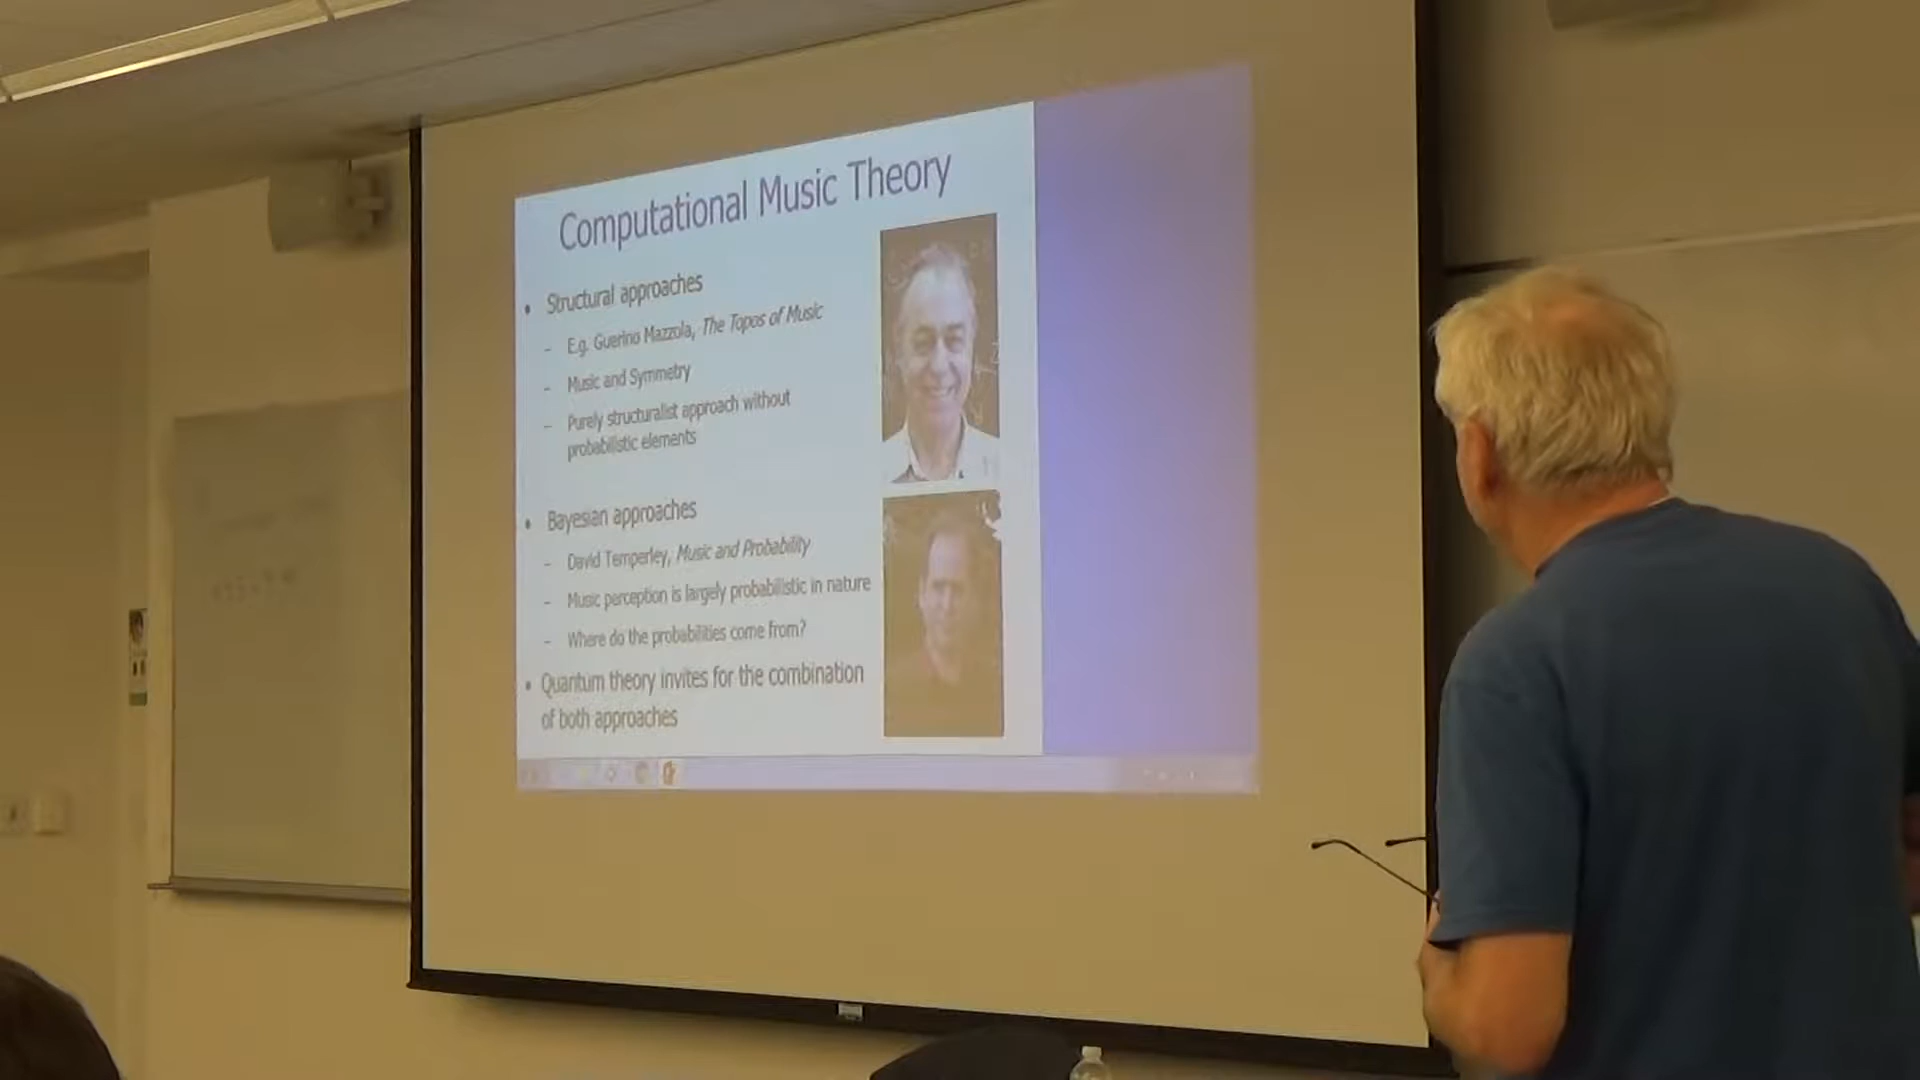 Computational Music Theory
• Structural approaches
– E.g. Guerino Mazzola, The Topos of Music
– Music and Symmetry
– Purely structuralist approach without
probabilistic elements
• Bayesian approaches
– David Temperley, Music and Probability
– Music perception is largely probabilistic in nature
– Where do the probabilities come from?
• Quantum theory invites for the combination
of both approaches